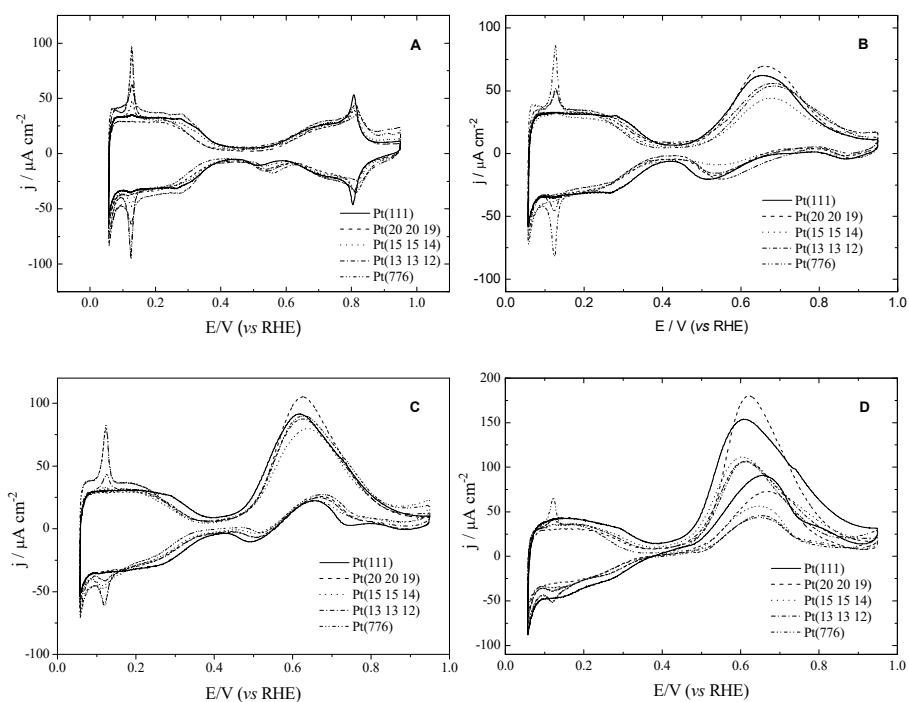 A
100
50
0
-50
-100
j / µA cm⁻²
0.0 0.2 0.4 0.6 0.8 1.0
E/V (vs RHE)
Pt(111)
Pt(20 20 19)
Pt(15 15 14)
Pt(13 13 12)
Pt(776)
B
100
50
0
-50
-100
j / µA cm⁻²
0.0 0.2 0.4 0.6 0.8 1.0
E / V (vs RHE)
Pt(111)
Pt(20 20 19)
Pt(15 15 14)
Pt(13 13 12)
Pt(776)
C
100
50
0
-50
-100
j / µA cm⁻²
0.0 0.2 0.4 0.6 0.8 1.0
E/V (vs RHE)
Pt(111)
Pt(20 20 19)
Pt(15 15 14)
Pt(13 13 12)
Pt(776)
D
200
150
100
50
0
-50
-100
j / µA cm⁻²
0.0 0.2 0.4 0.6 0.8 1.0
E/V (vs RHE)
Pt(111)
Pt(20 20 19)
Pt(15 15 14)
Pt(13 13 12)
Pt(776)